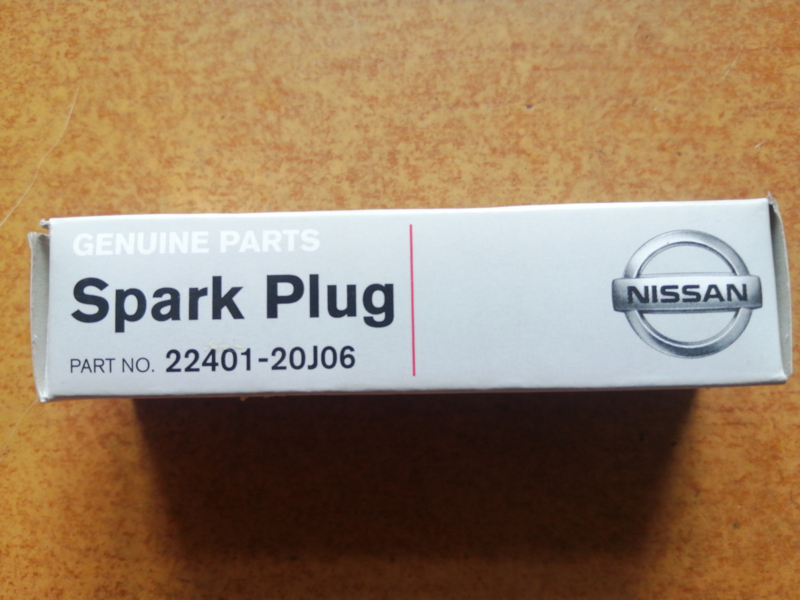 GENUINE PARTS
Spark Plug
PART NO. 22401-20J06
NISSAN